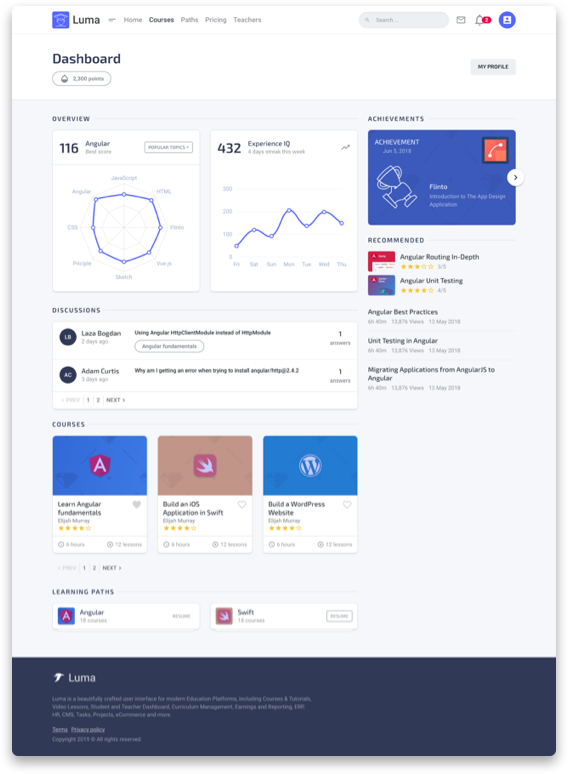 Luma
Home Courses Paths Pricing Teachers
Search ...
2
Dashboard
2,300 points
MY PROFILE
OVERVIEW
116 Angular
Best score
POPULAR TOPICS
JavaScript
HTML
Flinto
Vue.js
Sketch
Priciple
CSS
Angular
432 Experience IQ
4 days streak this week
300
200
100
0
Fri Sat Sun Mon Tue Wed Thu
ACHIEVEMENTS
ACHIEVEMENT
Jun 5, 2018
Flinto
Introduction to The App Design
Application
RECOMMENDED
Angular Routing In-Depth
3/5
Angular Unit Testing
4/5
Angular Best Practices
6h 40m 13,876 Views 13 May 2018
Unit Testing in Angular
6h 40m 13,876 Views 13 May 2018
Migrating Applications from AngularJS to
Angular
6h 40m 13,876 Views 13 May 2018
DISCUSSIONS
LB Laza Bogdan
2 days ago
Using Angular HttpClientModule instead of HttpModule
Angular fundamentals
1
answers
AC Adam Curtis
3 days ago
Why am I getting an error when trying to install angular/http@2.4.2
1
answers
‹ PREV 1 2 NEXT ›
COURSES
Learn Angular
fundamentals
Elijah Murray
6 hours 12 lessons
Build an iOS
Application in Swift
Elijah Murray
6 hours 12 lessons
Build a WordPress
Website
Elijah Murray
6 hours 12 lessons
‹ PREV 1 2 NEXT ›
LEARNING PATHS
Angular
18 courses
RESUME
Swift
18 courses
RESUME
Luma
Luma is a beautifully crafted user interface for modern Education Platforms, including Courses & Tutorials,
Video Lessons, Student and Teacher Dashboard, Curriculum Management, Earnings and Reporting, ERP,
HR, CMS, Tasks, Projects, eCommerce and more.
Terms Privacy policy
Copyright 2019 © All rights reserved.